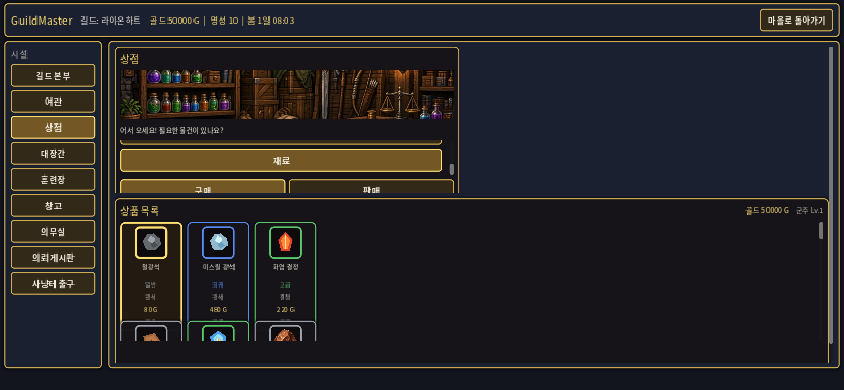 GuildMaster 길드: 라이온하트 골드 50000 G | 명성 10 | 봄 1일 08:03 마을로 돌아가기
시설
길드 본부
여관
상점
대장간
훈련장
창고
의무실
의뢰 게시판
사냥터 출구
상점
어서 오세요! 필요한 물건이 있나요?
재료
구매 판매
상품 목록 골드 50000 G 군주 Lv.1
철광석 미스릴 광석 화염 결정
일반 희귀 고급
광석 광석 결정
80 G 480 G 220 G